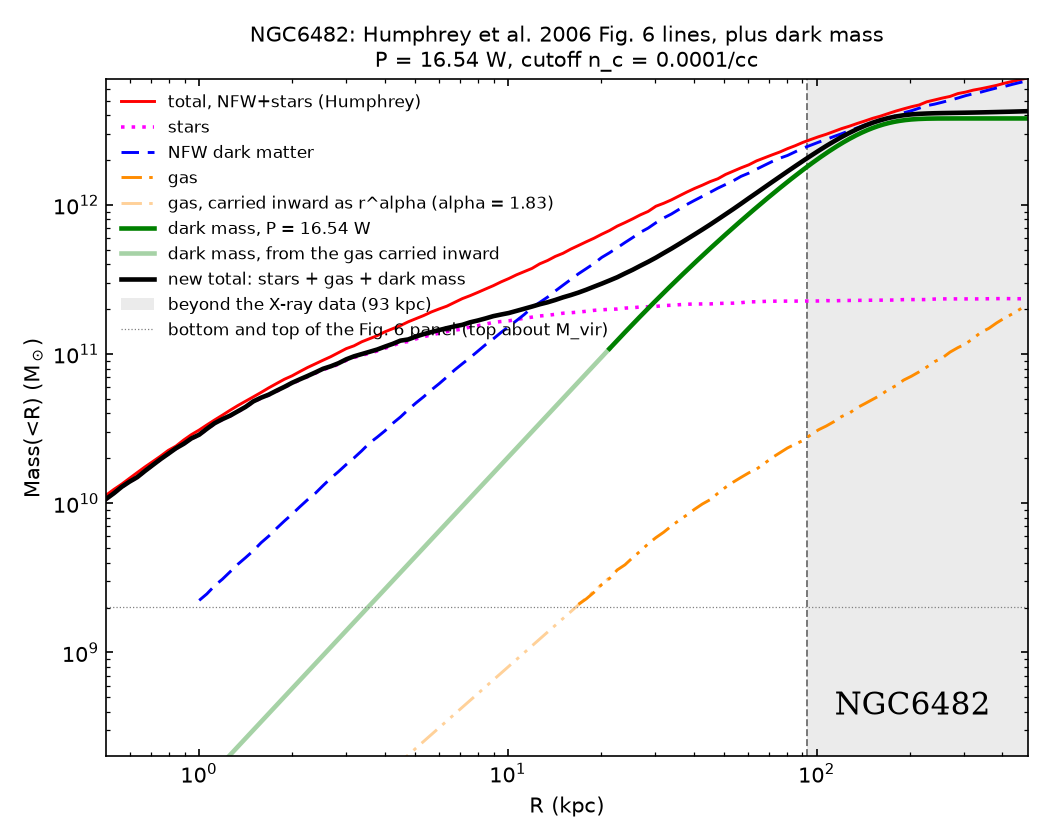 NGC6482: Humphrey et al. 2006 Fig. 6 lines, plus dark mass
P = 16.54 W, cutoff n_c = 0.0001/cc
total, NFW+stars (Humphrey)
stars
NFW dark matter
gas
gas, carried inward as r^alpha (alpha = 1.83)
dark mass, P = 16.54 W
dark mass, from the gas carried inward
new total: stars + gas + dark mass
beyond the X-ray data (93 kpc)
bottom and top of the Fig. 6 panel (top about M_vir)
Mass(<R) (M⊙)
10¹²
10¹¹
10¹⁰
10⁹
NGC6482
10⁰
10¹
10²
R (kpc)